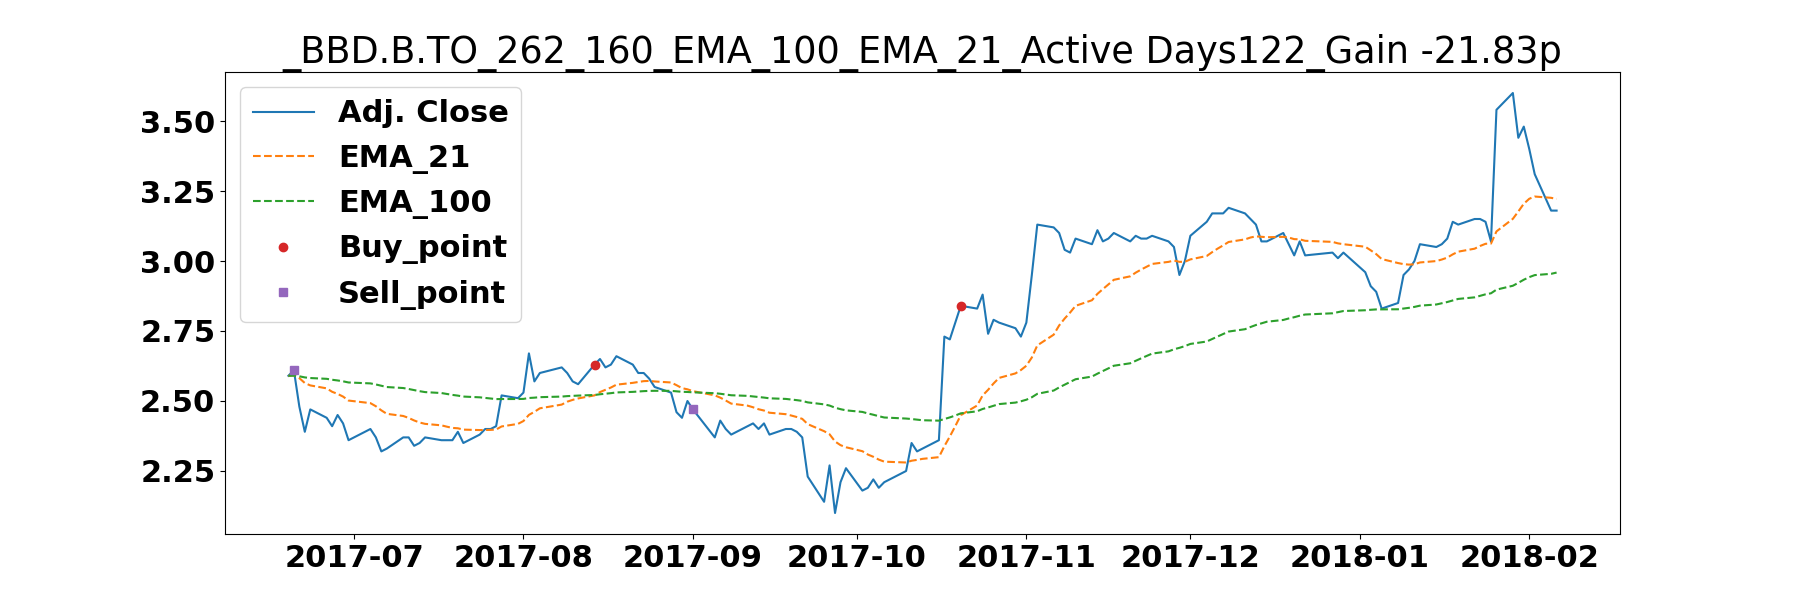 _BBD.B.TO_262_160_EMA_100_EMA_21_Active Days122_Gain -21.83p
Adj. Close
EMA_21
EMA_100
Buy_point
Sell_point
3.50
3.25
3.00
2.75
2.50
2.25
2017-07 2017-08 2017-09 2017-10 2017-11 2017-12 2018-01 2018-02